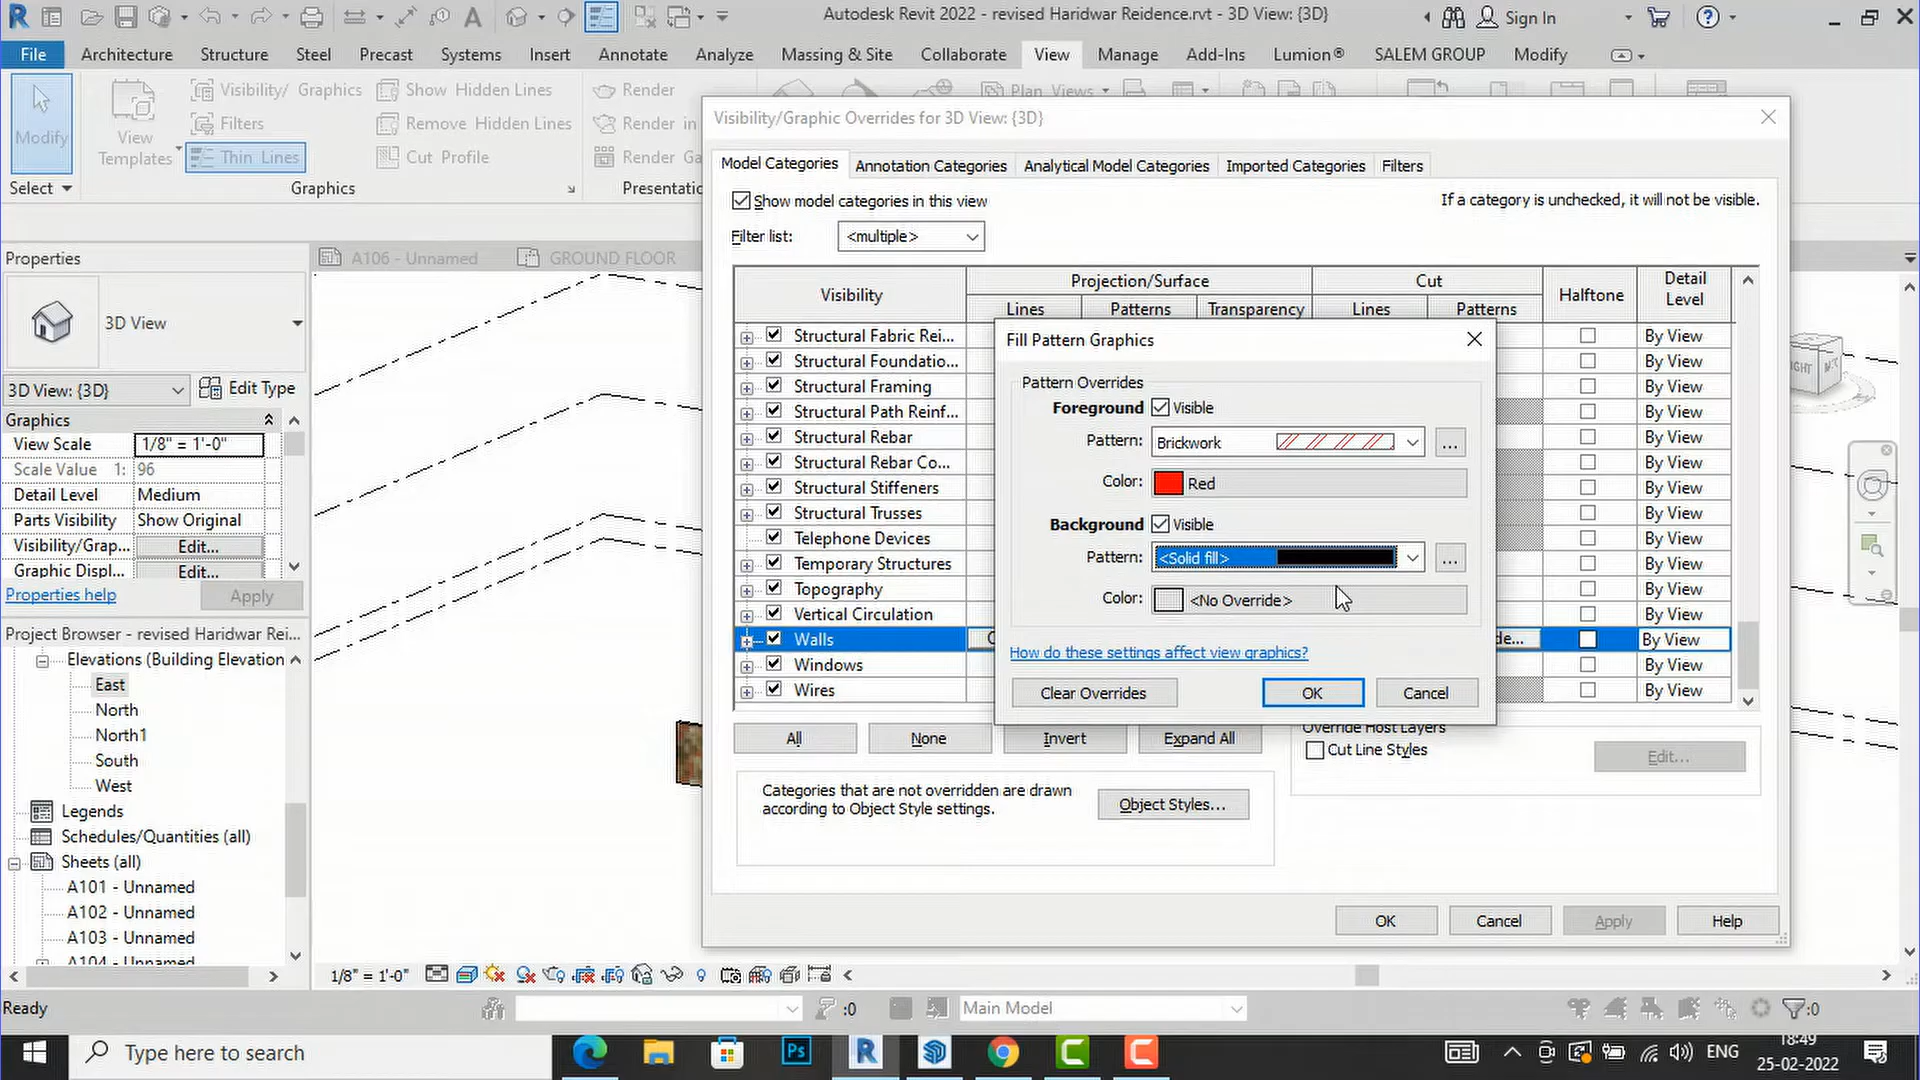 Autodesk Revit 2022 - revised Haridwar Reidence.rvt - 3D View: {3D}
Sign In
File
Architecture
Structure
Steel
Precast
Systems
Insert
Annotate
Analyze
Massing & Site
Collaborate
View
Manage
Add-Ins
Lumion®
SALEM GROUP
Modify
Modify
View
Templates
Visibility/ Graphics
Filters
Thin Lines
Show Hidden Lines
Remove Hidden Lines
Cut Profile
Render
Render in
Render Ga
Plan Views
Select
Graphics
Presentatio
Properties
A106 - Unnamed
GROUND FLOOR
3D View
3D View: {3D}
Edit Type
Graphics
View Scale
1/8" = 1'-0"
Scale Value 1:
96
Detail Level
Medium
Parts Visibility
Show Original
Visibility/Grap...
Edit...
Graphic Displ...
Edit...
Properties help
Apply
Project Browser - revised Haridwar Rei...
Elevations (Building Elevation
East
North
North1
South
West
Legends
Schedules/Quantities (all)
Sheets (all)
A101 - Unnamed
A102 - Unnamed
A103 - Unnamed
A104 - Unnamed
Visibility/Graphic Overrides for 3D View: {3D}
Model Categories
Annotation Categories
Analytical Model Categories
Imported Categories
Filters
Show model categories in this view
If a category is unchecked, it will not be visible.
Filter list:
<multiple>
Visibility
Projection/Surface
Cut
Halftone
Detail
Level
Lines
Patterns
Transparency
Lines
Patterns
Structural Fabric Rei...
By View
Structural Foundatio...
By View
Structural Framing
By View
Structural Path Reinf...
By View
Structural Rebar
By View
Structural Rebar Co...
By View
Structural Stiffeners
By View
Structural Trusses
By View
Telephone Devices
By View
Temporary Structures
By View
Topography
By View
Vertical Circulation
By View
Walls
de...
By View
Windows
By View
Wires
By View
Fill Pattern Graphics
Pattern Overrides
Foreground
Visible
Pattern:
Brickwork
...
Color:
Red
Background
Visible
Pattern:
<Solid fill>
...
Color:
<No Override>
How do these settings affect view graphics?
Clear Overrides
OK
Cancel
All
None
Invert
Expand All
Override Host Layers
Cut Line Styles
Edit...
Categories that are not overridden are drawn
according to Object Style settings.
Object Styles...
OK
Cancel
Apply
Help
RIGHT
1/8" = 1'-0"
Ready
:0
Main Model
:0
Type here to search
Ps
ENG
18:49
25-02-2022